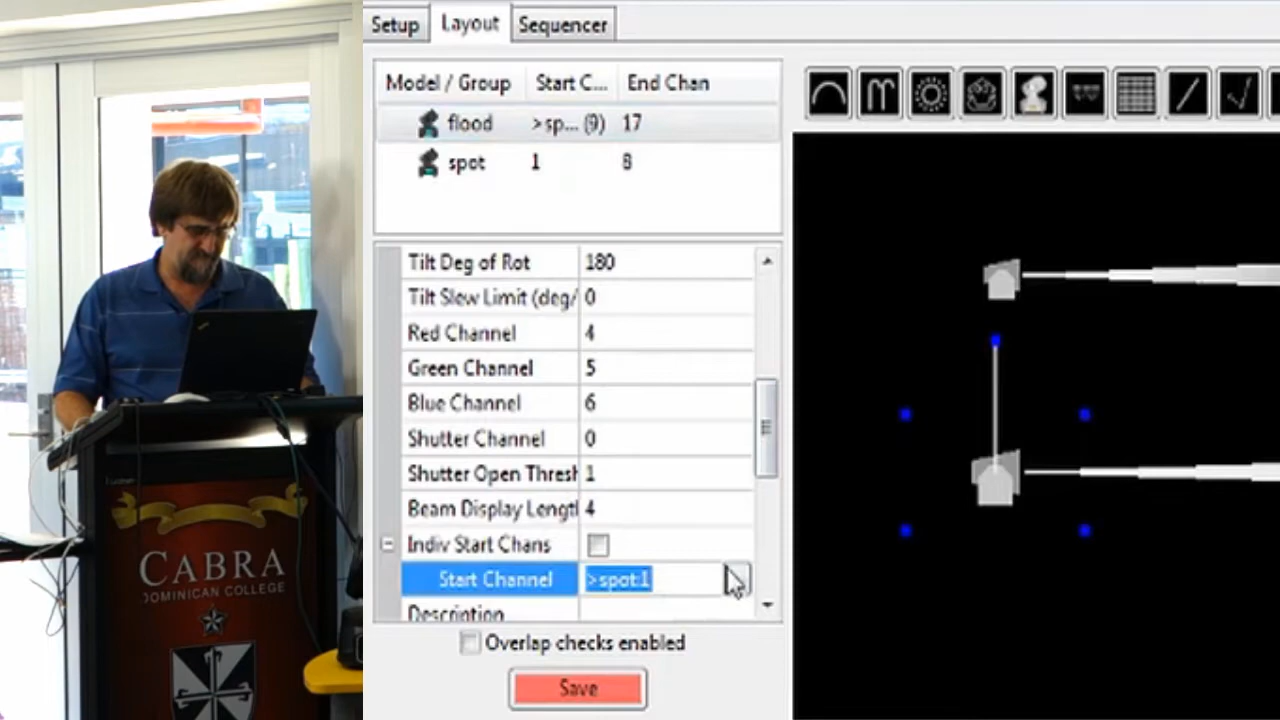 Setup Layout Sequencer
Model / Group Start C... End Chan
flood >sp... (9) 17
spot 1 8
Tilt Deg of Rot 180
Tilt Slew Limit (deg/ 0
Red Channel 4
Green Channel 5
Blue Channel 6
Shutter Channel 0
Shutter Open Thresh 1
Beam Display Length 4
Indiv Start Chans
Start Channel >spot:1
Description
Overlap checks enabled
Save
CABRA
DOMINICAN COLLEGE